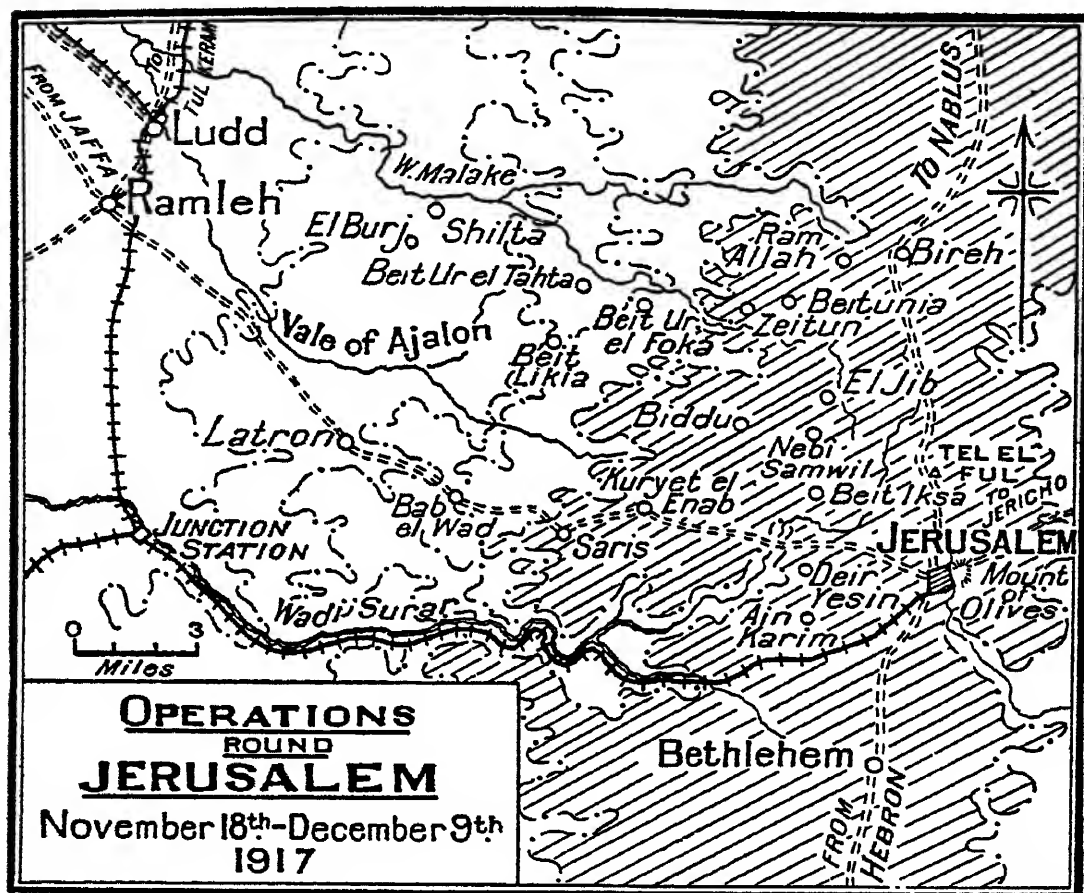 FROM JAFFA
TO
TUL KERAM
Ludd
Ramleh
W. Malake
El Burj
Shilta
Beit Ur el Tahta
Vale of Ajalon
Beit
Likia
Beit Ur
el Foka
Ram
Allah
Bireh
Beitunia
Zeitun
TO NABLUS
El Jib
Biddu
Nebi
Samwil
TEL EL
FUL
Beit Iksa
TO
JERICHO
Latron
Bab
el Wad
Kuryet el
Enab
Saris
JERUSALEM
JUNCTION
STATION
Deir
Yesin
Mount
of
Olives
Ain
Karim
Wadi Surar
0 3
Miles
Bethlehem
FROM
HEBRON
OPERATIONS
ROUND
JERUSALEM
November 18th-December 9th
1917